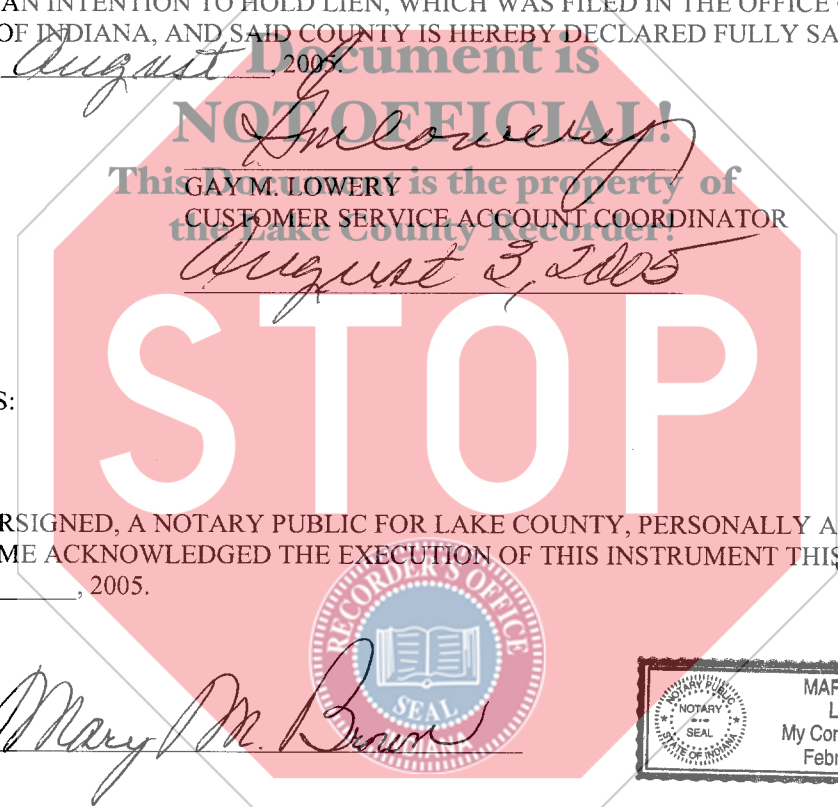 AN INTENTION TO HOLD LIEN, WHICH WAS FILED IN THE OFFICE
OF INDIANA, AND SAID COUNTY IS HEREBY DECLARED FULLY SA
August, 2005.
Document is
NOT OFFICIAL!
This Document is the property of
the Lake County Recorder!
GMLowery
GAY M. LOWERY
CUSTOMER SERVICE ACCOUNT COORDINATOR
August 3, 2005
STOP
S:
RSIGNED, A NOTARY PUBLIC FOR LAKE COUNTY, PERSONALLY A
ME ACKNOWLEDGED THE EXECUTION OF THIS INSTRUMENT THIS
, 2005.
RECORDER'S OFFICE
SEAL
INDIANA
Mary M. Brown
NOTARY PUBLIC
NOTARY
SEAL
STATE OF INDIANA
MAR
L
My Con
Febr